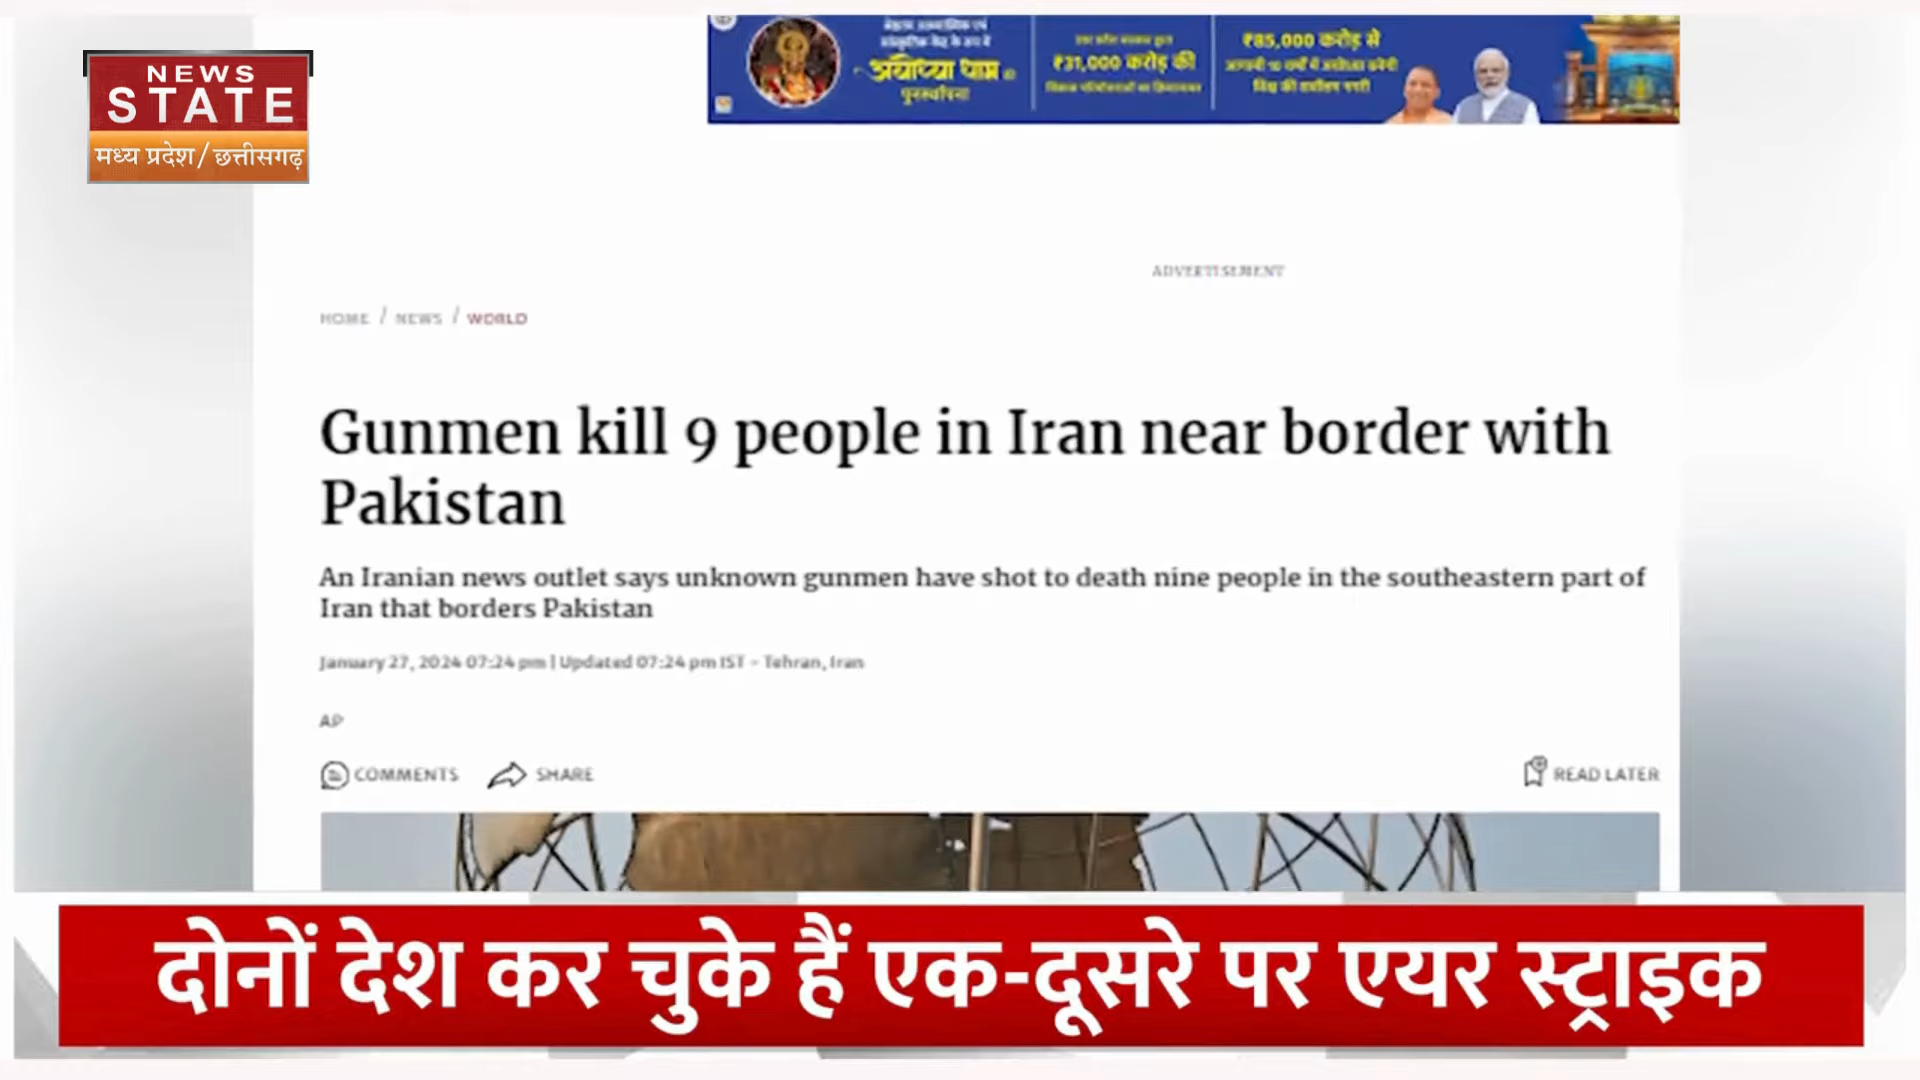 NEWS
STATE
मध्य प्रदेश/छत्तीसगढ़
अयोध्या धाम
पुनर्स्थापना
₹31,000 करोड़ की
₹85,000 करोड़ से
ADVERTISEMENT
HOME / NEWS / WORLD
Gunmen kill 9 people in Iran near border with
Pakistan
An Iranian news outlet says unknown gunmen have shot to death nine people in the southeastern part of
Iran that borders Pakistan
January 27, 2024 07:24 pm | Updated 07:24 pm IST - Tehran, Iran
AP
COMMENTS SHARE READ LATER
दोनों देश कर चुके हैं एक-दूसरे पर एयर स्ट्राइक